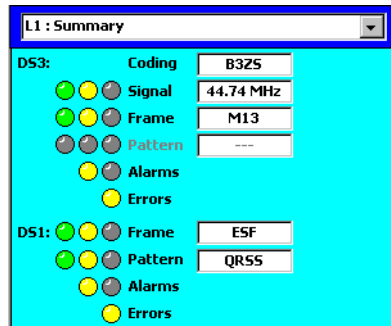 L1 : Summary
DS3: Coding B3ZS
Signal 44.74 MHz
Frame M13
Pattern ---
Alarms
Errors
DS1: Frame ESF
Pattern QRSS
Alarms
Errors